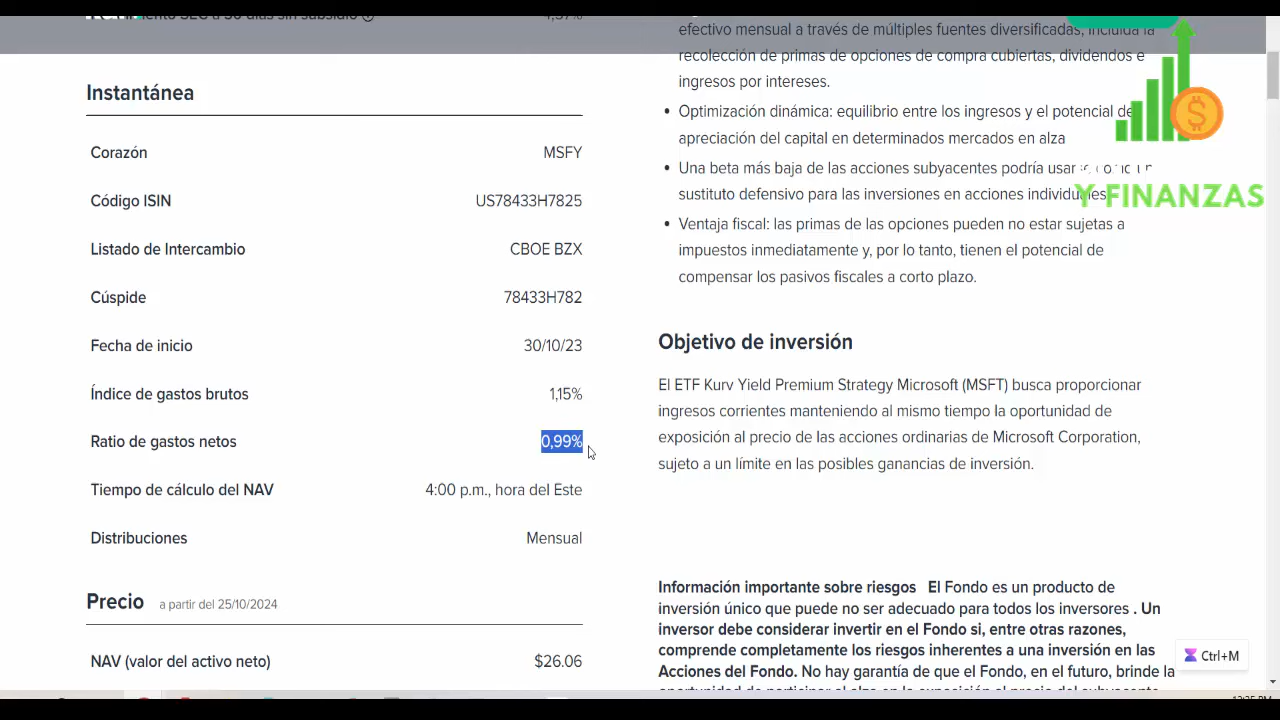 SEC a 30 días sin subsidio
Instantánea
Corazón MSFY
Código ISIN US78433H7825
Listado de Intercambio CBOE BZX
Cúspide 78433H782
Fecha de inicio 30/10/23
Índice de gastos brutos 1,15%
Ratio de gastos netos 0,99%
Tiempo de cálculo del NAV 4:00 p.m., hora del Este
Distribuciones Mensual
Precio a partir del 25/10/2024
NAV (valor del activo neto) $26.06
efectivo mensual a través de múltiples fuentes diversificadas, incluida la
recolección de primas de opciones de compra cubiertas, dividendos e
ingresos por intereses.
• Optimización dinámica: equilibrio entre los ingresos y el potencial de
apreciación del capital en determinados mercados en alza
• Una beta más baja de las acciones subyacentes podría usarse como un
sustituto defensivo para las inversiones en acciones individuales
• Ventaja fiscal: las primas de las opciones pueden no estar sujetas a
impuestos inmediatamente y, por lo tanto, tienen el potencial de
compensar los pasivos fiscales a corto plazo.
Objetivo de inversión
El ETF Kurv Yield Premium Strategy Microsoft (MSFT) busca proporcionar
ingresos corrientes manteniendo al mismo tiempo la oportunidad de
exposición al precio de las acciones ordinarias de Microsoft Corporation,
sujeto a un límite en las posibles ganancias de inversión.
Información importante sobre riesgos El Fondo es un producto de
inversión único que puede no ser adecuado para todos los inversores . Un
inversor debe considerar invertir en el Fondo si, entre otras razones,
comprende completamente los riesgos inherentes a una inversión en las
Acciones del Fondo. No hay garantía de que el Fondo, en el futuro, brinde la
Y FINANZAS
$
Ctrl+M